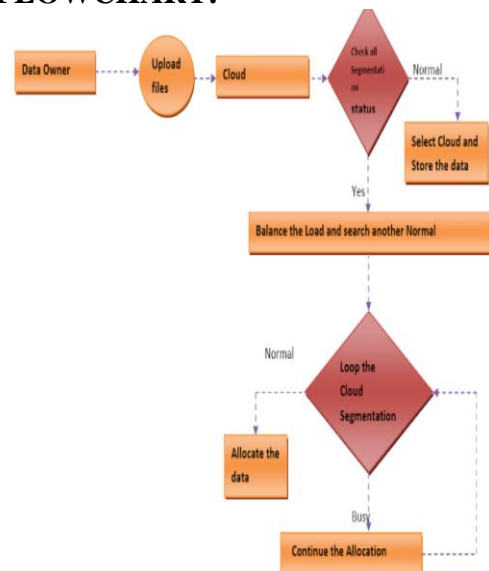 FLOWCHART:
Data Owner
Upload
files
Cloud
Check all
Segmentati
on
status
Normal
Select Cloud and
Store the data
Yes
Balance the Load and search another Normal
Normal
Loop the
Cloud
Segmentation
Allocate the
data
Busy
Continue the Allocation